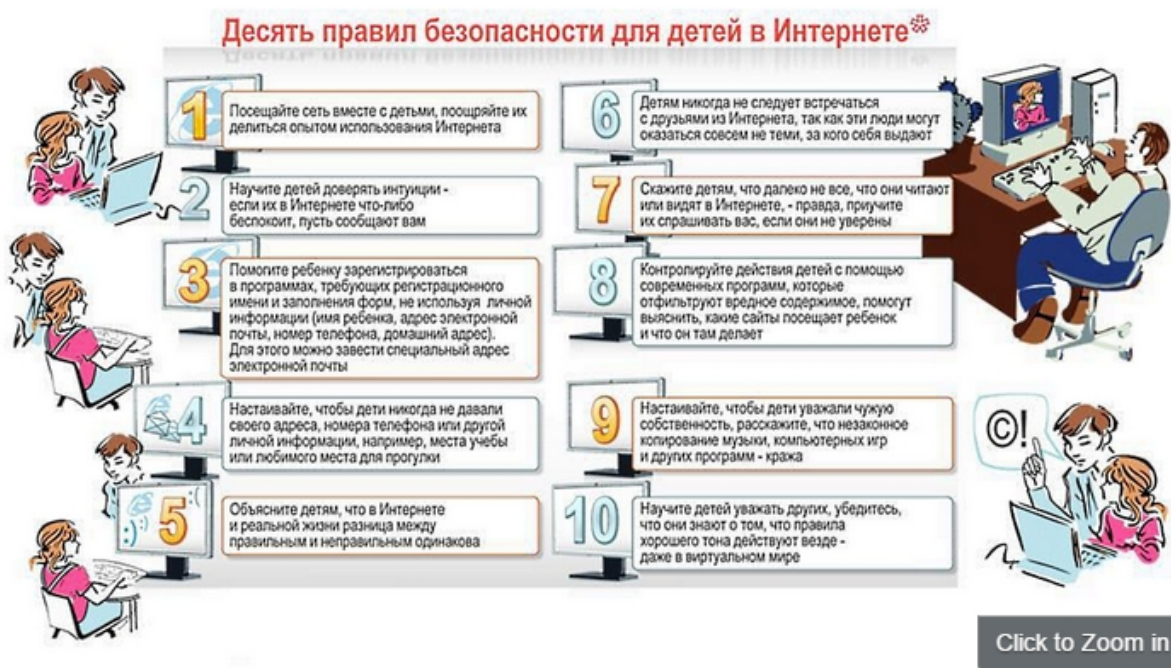 Десять правил безопасности для детей в Интернете
1
Посещайте сеть вместе с детьми, поощряйте их
делиться опытом использования Интернета
2
Научите детей доверять интуиции -
если их в Интернете что-либо
беспокоит, пусть сообщают вам
3
Помогите ребенку зарегистрироваться
в программах, требующих регистрационного
имени и заполнения форм, не используя личной
информации (имя ребенка, адрес электронной
почты, номер телефона, домашний адрес).
Для этого можно завести специальный адрес
электронной почты
4
Настаивайте, чтобы дети никогда не давали
своего адреса, номера телефона или другой
личной информации, например, места учебы
или любимого места для прогулки
5
Объясните детям, что в Интернете
и реальной жизни разница между
правильным и неправильным одинакова
6
Детям никогда не следует встречаться
с друзьями из Интернета, так как эти люди могут
оказаться совсем не теми, за кого себя выдают
7
Скажите детям, что далеко не все, что они читают
или видят в Интернете, - правда, приучите
их спрашивать вас, если они не уверены
8
Контролируйте действия детей с помощью
современных программ, которые
отфильтруют вредное содержимое, помогут
выяснить, какие сайты посещает ребенок
и что он там делает
9
Настаивайте, чтобы дети уважали чужую
собственность, расскажите, что незаконное
копирование музыки, компьютерных игр
и других программ - кража
10
Научите детей уважать других, убедитесь,
что они знают о том, что правила
хорошего тона действуют везде -
даже в виртуальном мире
©!
Click to Zoom in